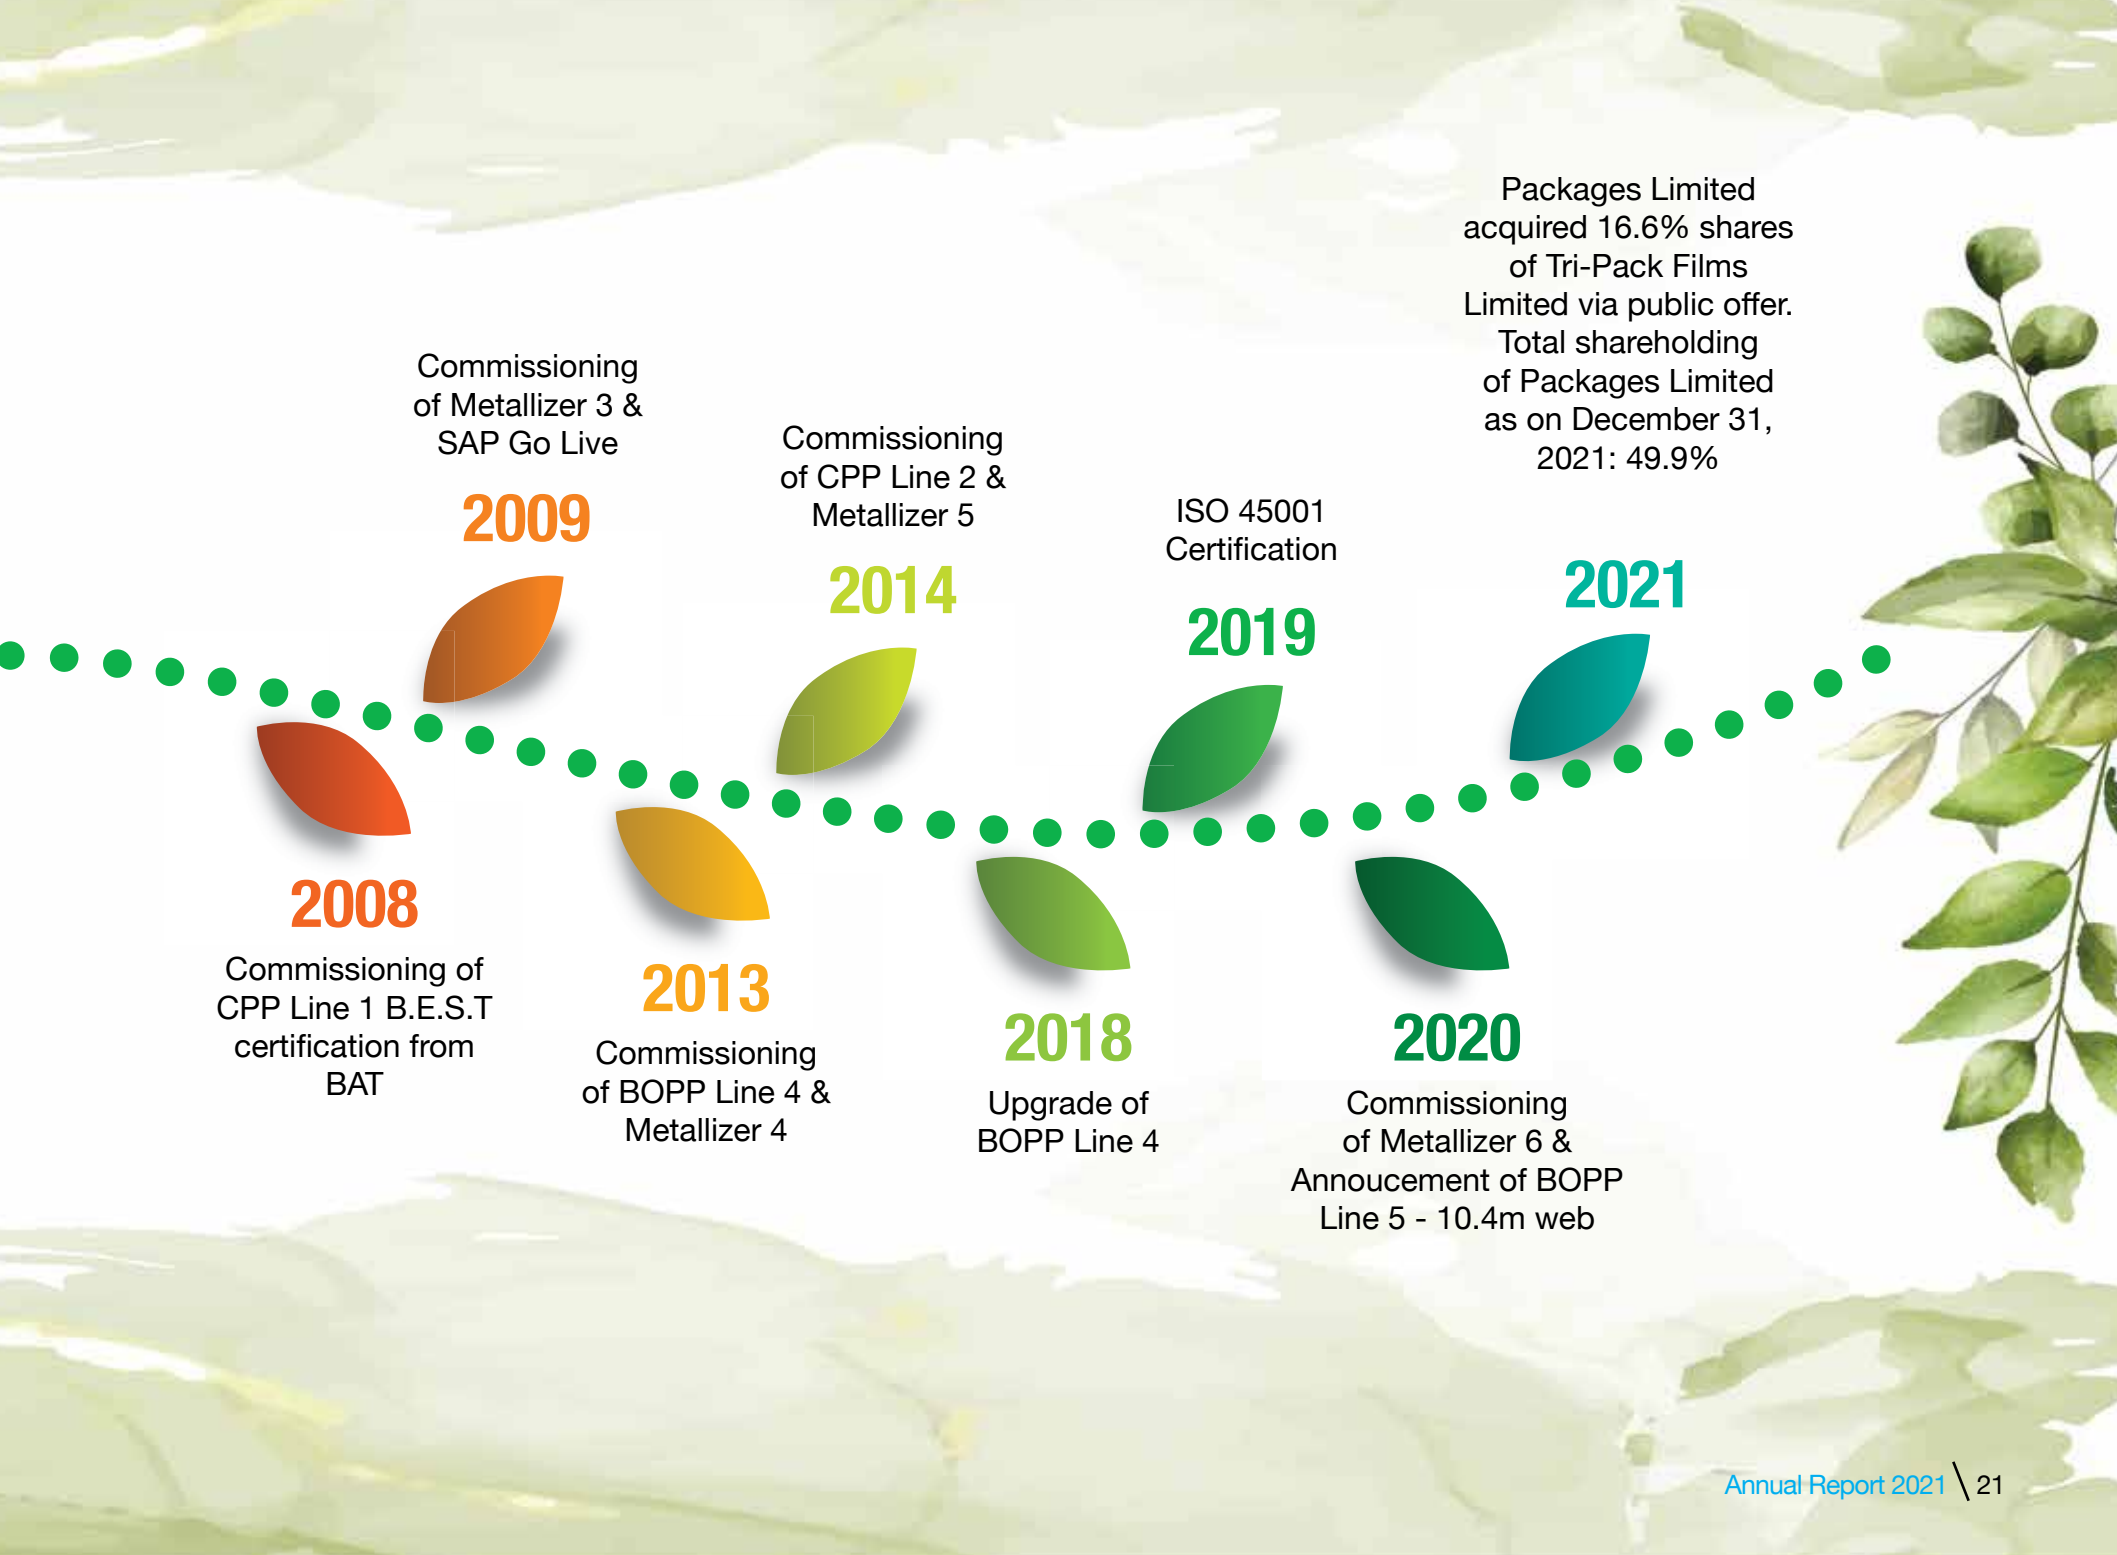 Commissioning
of Metallizer 3 &
SAP Go Live
2009
2008
Commissioning of
CPP Line 1 B.E.S.T
certification from
BAT
Commissioning
of CPP Line 2 &
Metallizer 5
2014
2013
Commissioning
of BOPP Line 4 &
Metallizer 4
ISO 45001
Certification
2019
2018
Upgrade of
BOPP Line 4
Packages Limited
acquired 16.6% shares
of Tri-Pack Films
Limited via public offer.
Total shareholding
of Packages Limited
as on December 31,
2021: 49.9%
2021
2020
Commissioning
of Metallizer 6 &
Annoucement of BOPP
Line 5 - 10.4m web
Annual Report 2021 \ 21